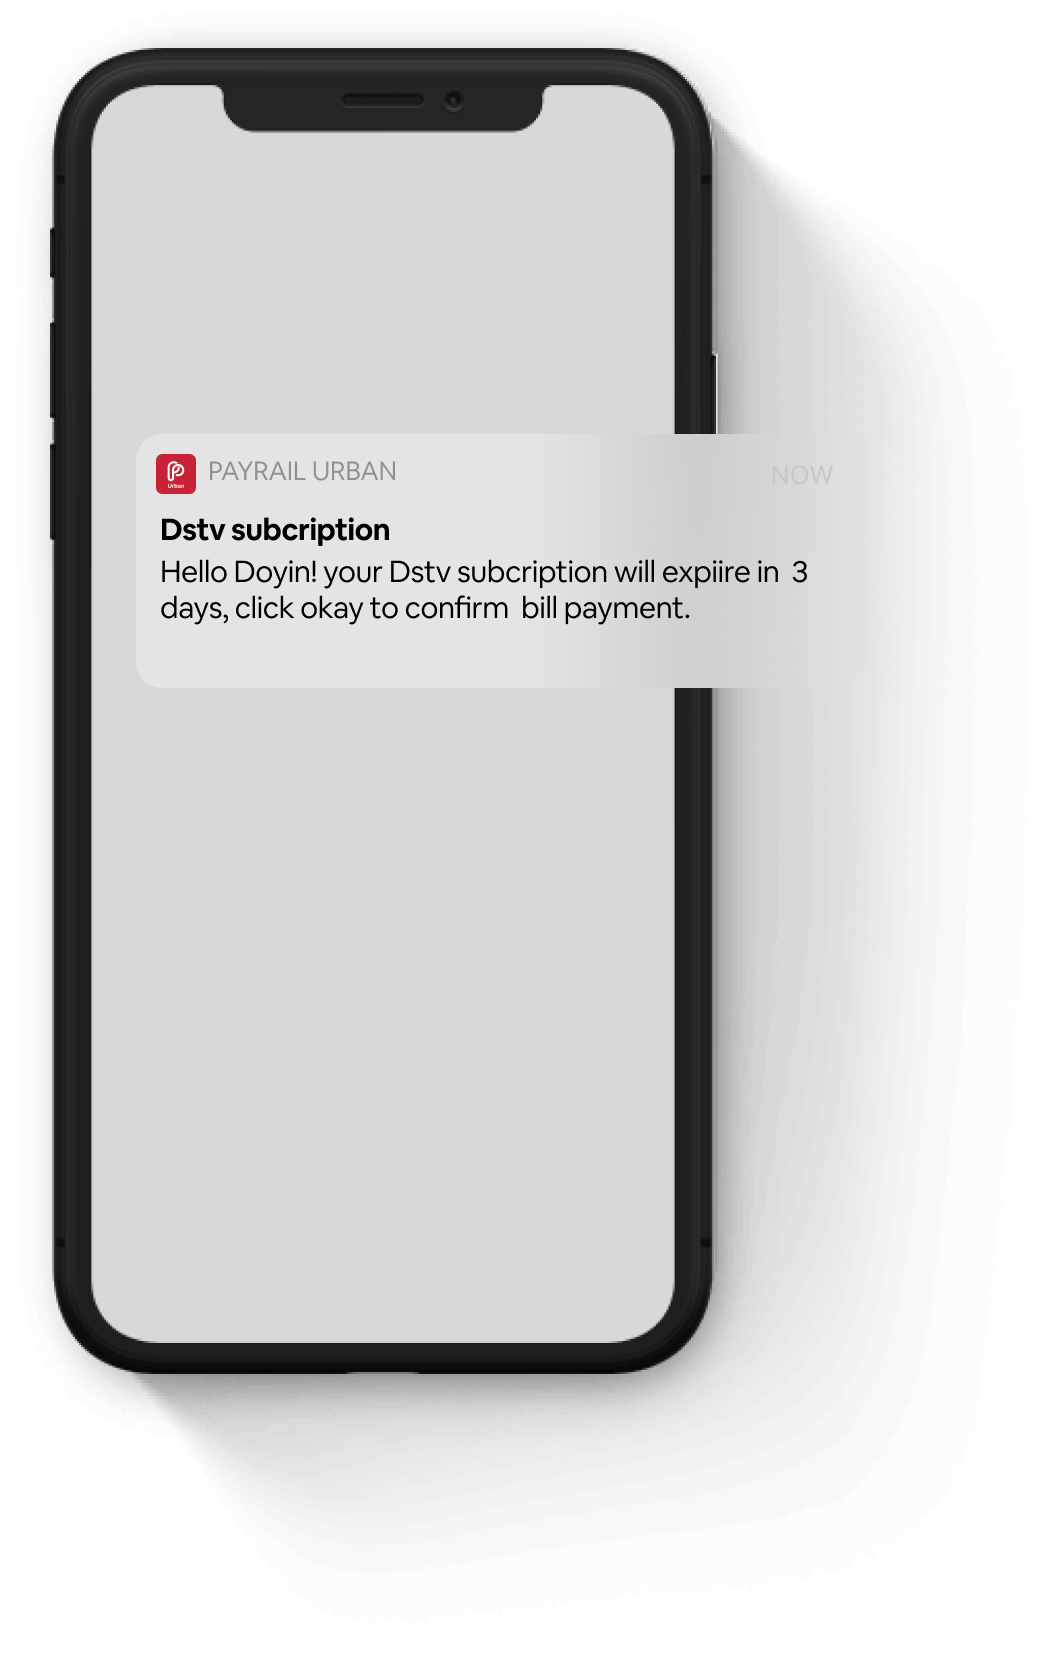 PAYRAIL URBAN
NOW
Urban
Dstv subcription
Hello Doyin! your Dstv subcription will expiire in  3
days, click okay to confirm  bill payment.